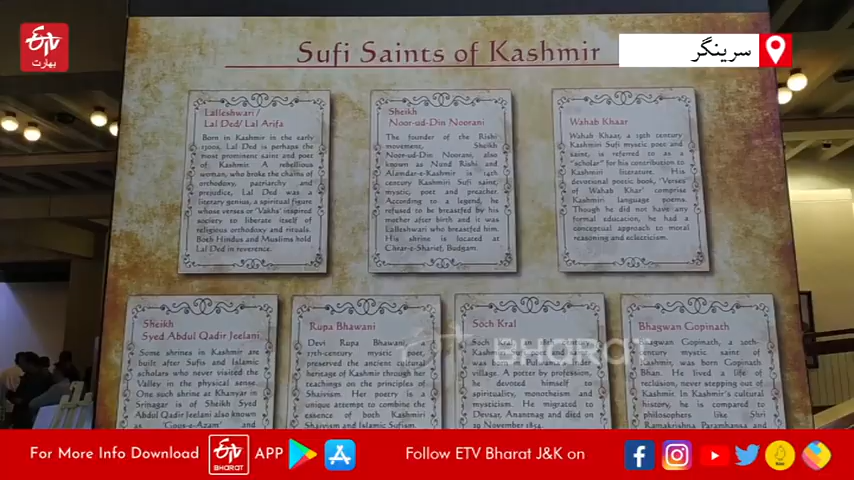 ETV
بھارت
Sufi Saints of Kashmir
سرینگر
Lalleshwari/
Lal Ded/ Lal Arifa
Born in Kashmir in the early
1300s, Lal Ded is perhaps the
most prominent saint and poet
of Kashmir. A rebellious
woman, who broke the chains of
orthodoxy, patriarchy and
prejudice, Lal Ded was a
literary genius, a spiritual figure
whose verses or 'Vakhs' inspired
society to liberate itself of
religious orthodoxy and rituals.
Both Hindus and Muslims hold
Lal Ded in reverence.
Sheikh
Noor-ud-Din Noorani
The founder of the Rishi
movement, Sheikh
Noor-ud-Din Noorani, also
known as Nund Rishi and
Alamdar-e-Kashmir is 14th
century Kashmiri Sufi saint,
mystic, poet and preacher.
According to a legend, he
refused to be breastfed by his
mother after birth and it was
Lalleshwari who breastfed him.
His shrine is located at
Chrar-e-Sharief, Budgam.
Wahab Khaar
Wahab Khaar, a 19th century
Kashmiri Sufi mystic poet and
saint, is referred to as a
"scholar" for his contribution to
Kashmiri literature. His
devotional poetic book, 'Verses
of Wahab Khar' comprise
Kashmiri language poems.
Though he did not have any
formal educacion, he had a
conceptual approach to moral
reasoning and eclecticism.
Sheikh
Syed Abdul Qadir Jeelani
Some shrines in Kashmir are
built after Sufis and Islamic
scholars who never visited the
Valley in the physical sense.
One such shrine at Khanyar in
Srinagar is of Sheikh Syed
Abdul Qadir Jeelani also known
as 'Gous-e-Azam' and
Rupa Bhawani
Devi Rupa Bhawani, a
17th-century mystic poet,
preserved the ancient cultural
heritage of Kashmir through her
teachings on the principles of
Shaivism. Her poetry is a
unique attempt to combine the
essence of both Kashmiri
Shaivism and Islamic Sufism.
Soch Kral
Soch Kral,
Kashmiri
was born in Pulwama
village. A potter by profession,
devoted himself to
spirituality, monotheism and
mysticism. He migrated to
Devsar, Anantnag and died on
29 November 1854.
Bhagwan Gopinath
Bhagwan Gopinath, a 20th-
century mystic saint of
Kashmir, was born Gopinath
Bhan. He lived a life of
reclusion, never stepping out of
Kashmir. In Kashmir's cultural
history, he is compared to
philosophers like Shri
Ramakrishna Paramhansa and
BHARAT
For More Info Download ETV BHARAT APP Follow ETV Bharat J&K on